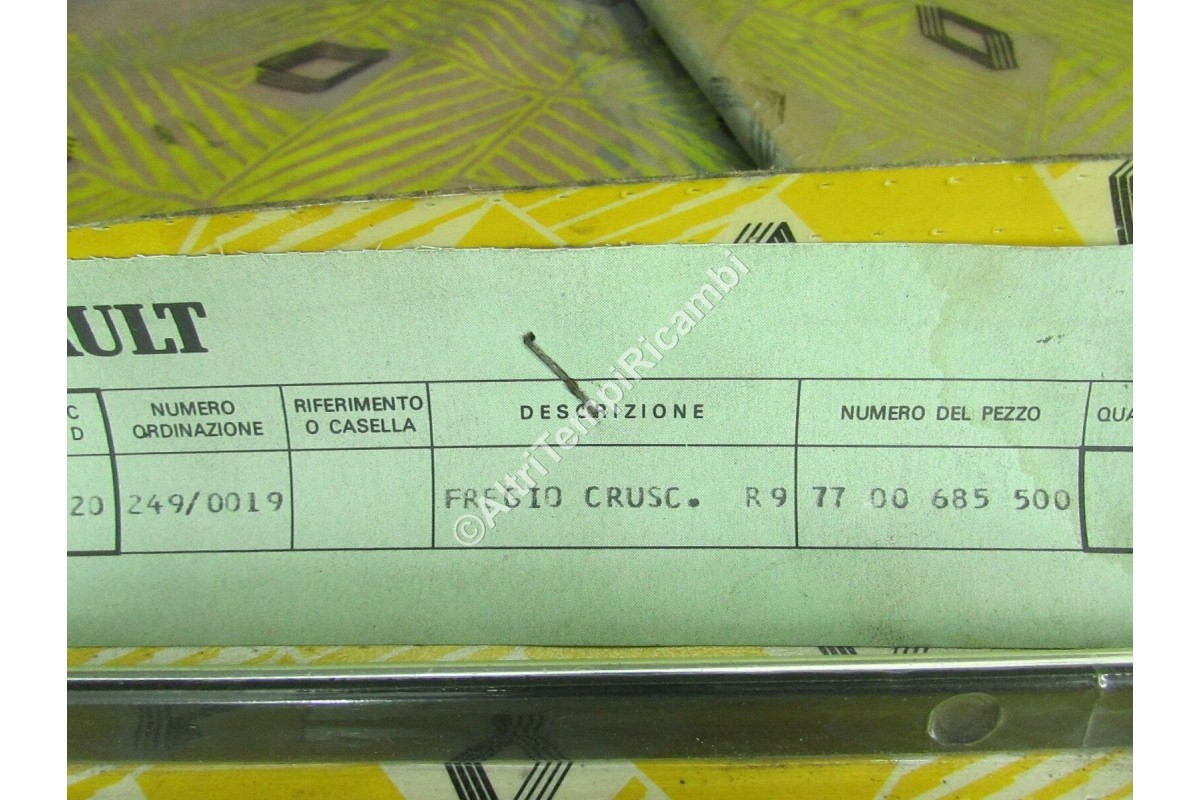 AULT
C
D
NUMERO
ORDINAZIONE
RIFERIMENTO
O CASELLA
DESCRIZIONE
NUMERO DEL PEZZO
QUA
20
249/0019
FREGIO CRUSC. R9
77 00 685 500
©AltriTempiRicambi